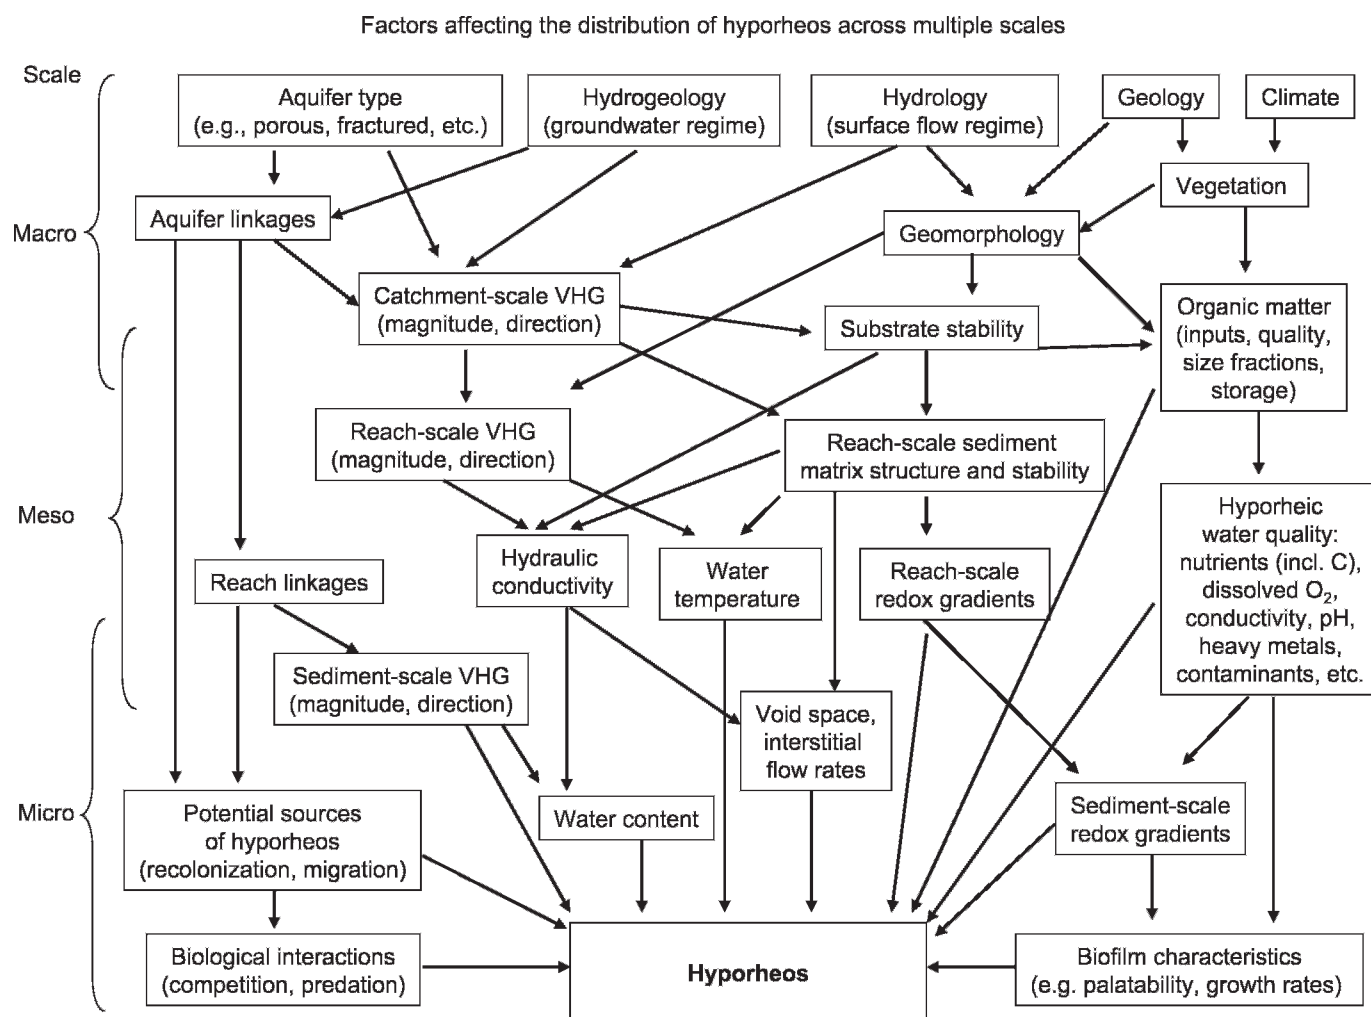 Factors affecting the distribution of hyporheos across multiple scales
Scale
Aquifer type
(e.g., porous, fractured, etc.)
Hydrogeology
(groundwater regime)
Hydrology
(surface flow regime)
Geology
Climate
Macro
Aquifer linkages
Vegetation
Geomorphology
Catchment-scale VHG
(magnitude, direction)
Substrate stability
Organic matter
(inputs, quality,
size fractions,
storage)
Meso
Reach-scale VHG
(magnitude, direction)
Reach-scale sediment
matrix structure and stability
Hyporheic
water quality:
nutrients (incl. C),
dissolved O₂,
conductivity, pH,
heavy metals,
contaminants, etc.
Reach linkages
Hydraulic
conductivity
Water
temperature
Reach-scale
redox gradients
Sediment-scale VHG
(magnitude, direction)
Void space,
interstitial
flow rates
Micro
Potential sources
of hyporheos
(recolonization, migration)
Water content
Sediment-scale
redox gradients
Biological interactions
(competition, predation)
Hyporheos
Biofilm characteristics
(e.g. palatability, growth rates)